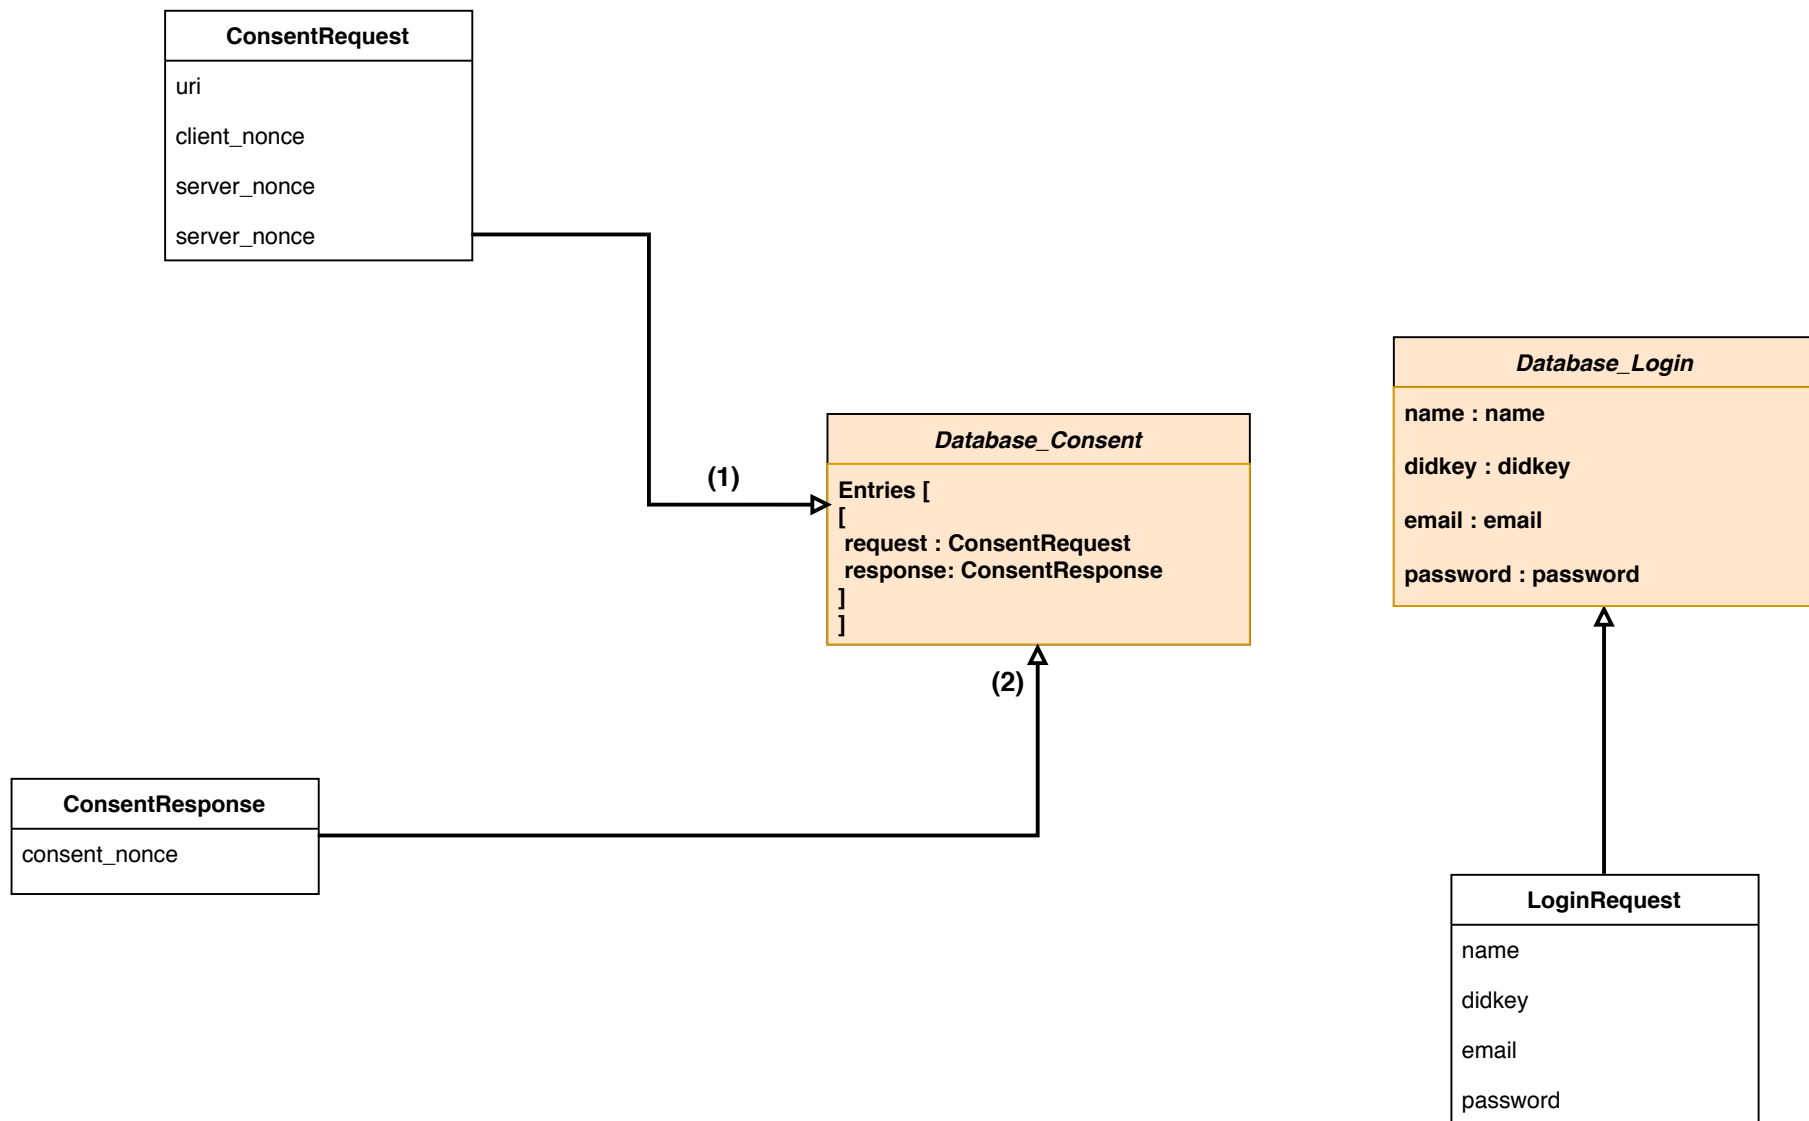 ConsentRequest
uri
client_nonce
server_nonce
server_nonce
(1)
Database_Consent
Entries [
[
request : ConsentRequest
response: ConsentResponse
]
]
(2)
Database_Login
name : name
didkey : didkey
email : email
password : password
ConsentResponse
consent_nonce
LoginRequest
name
didkey
email
password